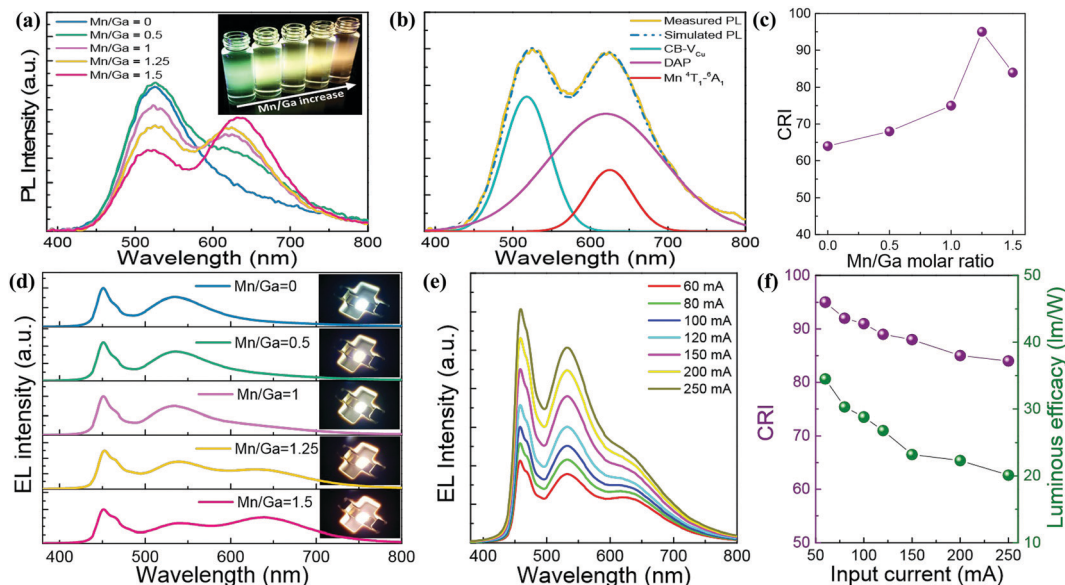 (a)
Mn/Ga = 0
Mn/Ga = 0.5
Mn/Ga = 1
Mn/Ga = 1.25
Mn/Ga = 1.5
Mn/Ga increase
PL Intensity (a.u.)
400 500 600 700 800
Wavelength (nm)
(b)
Measured PL
Simulated PL
CB-V_Cu
DAP
Mn ⁴T₁-⁶A₁
400 500 600 700 800
Wavelength (nm)
(c)
CRI
100
90
80
70
60
50
40
0.0 0.5 1.0 1.5
Mn/Ga molar ratio
(d)
Mn/Ga=0
Mn/Ga=0.5
Mn/Ga=1
Mn/Ga=1.25
Mn/Ga=1.5
EL intensity (a.u.)
400 500 600 700 800
Wavelength (nm)
(e)
60 mA
80 mA
100 mA
120 mA
150 mA
200 mA
250 mA
EL Intensity (a.u.)
400 500 600 700 800
Wavelength (nm)
(f)
CRI
100
95
90
85
80
75
70
65
60
55
50
Luminous efficacy (lm/W)
50
40
30
20
10
50 100 150 200 250
Input current (mA)